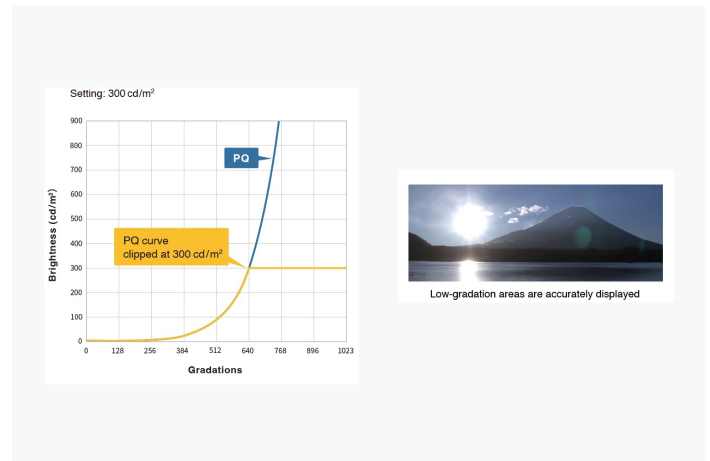 Setting: 300 cd/m²
900
800
700
600
500
400
300
200
100
0
Brightness (cd/m²)
PQ
PQ curve
clipped at 300 cd/m²
0 128 256 384 512 640 768 896 1023
Gradations
Low-gradation areas are accurately displayed